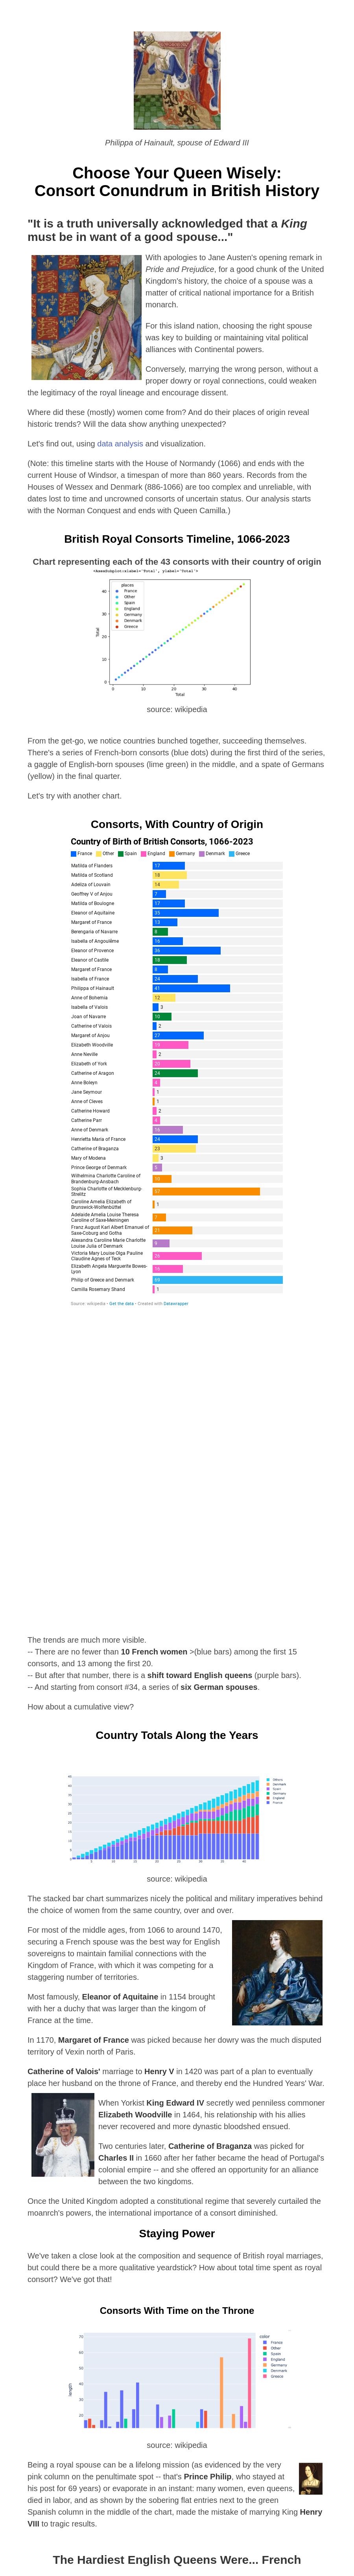 Philippa of Hainault, spouse of Edward III
Choose Your Queen Wisely:
Consort Conundrum in British History
"It is a truth universally acknowledged that a King
must be in want of a good spouse..."
With apologies to Jane Austen's opening remark in
Pride and Prejudice, for a good chunk of the United
Kingdom's history, the choice of a spouse was a
matter of critical national importance for a British
monarch.
For this island nation, choosing the right spouse
was key to building or maintaining vital political
alliances with Continental powers.
Conversely, marrying the wrong person, without a
proper dowry or royal connections, could weaken
the legitimacy of the royal lineage and encourage dissent.
Where did these (mostly) women come from? And do their places of origin reveal
historic trends? Will the data show anything unexpected?
Let's find out, using data analysis and visualization.
(Note: this timeline starts with the House of Normandy (1066) and ends with the
current House of Windsor, a timespan of more than 860 years. Records from the
Houses of Wessex and Denmark (886-1066) are too complex and unreliable, with
dates lost to time and uncrowned consorts of uncertain status. Our analysis starts
with the Norman Conquest and ends with Queen Camilla.)
British Royal Consorts Timeline, 1066-2023
Chart representing each of the 43 consorts with their country of origin
<AxesSubplot:xlabel='Total', ylabel='Total'>
places
France
Other
Spain
England
Germany
Denmark
Greece
40
30
20
10
0
Total
0 10 20 30 40
Total
source: wikipedia
From the get-go, we notice countries bunched together, succeeding themselves.
There's a series of French-born consorts (blue dots) during the first third of the series,
a gaggle of English-born spouses (lime green) in the middle, and a spate of Germans
(yellow) in the final quarter.
Let's try with another chart.
Consorts, With Country of Origin
Country of Birth of British Consorts, 1066-2023
France Other Spain England Germany Denmark Greece
Matilda of Flanders 17
Matilda of Scotland 18
Adeliza of Louvain 14
Geoffrey V of Anjou 7
Matilda of Boulogne 17
Eleanor of Aquitaine 35
Margaret of France 13
Berengaria of Navarre 8
Isabella of Angoulême 16
Eleanor of Provence 36
Eleanor of Castile 18
Margaret of France 8
Isabella of France 24
Philippa of Hainault 41
Anne of Bohemia 12
Isabella of Valois 3
Joan of Navarre 10
Catherine of Valois 2
Margaret of Anjou 27
Elizabeth Woodville 19
Anne Neville 2
Elizabeth of York 20
Catherine of Aragon 24
Anne Boleyn
Jane Seymour 1
Anne of Cleves 1
Catherine Howard 2
Catherine Parr
Anne of Denmark 16
Henrietta Maria of France 24
Catherine of Braganza 23
Mary of Modena 3
Prince George of Denmark 5
Wilhelmina Charlotte Caroline of
Brandenburg-Ansbach 10
Sophia Charlotte of Mecklenburg-
Strelitz 57
Caroline Amelia Elizabeth of
Brunswick-Wolfenbüttel 1
Adelaide Amelia Louise Theresa
Caroline of Saxe-Meiningen 7
Franz August Karl Albert Emanuel of
Saxe-Coburg and Gotha 21
Alexandra Caroline Marie Charlotte
Louise Julia of Denmark 9
Victoria Mary Louise Olga Pauline
Claudine Agnes of Teck 26
Elizabeth Angela Marguerite Bowes-
Lyon 16
Philip of Greece and Denmark 69
Camilla Rosemary Shand 1
Source: wikipedia • Get the data • Created with Datawrapper
The trends are much more visible.
-- There are no fewer than 10 French women >(blue bars) among the first 15
consorts, and 13 among the first 20.
-- But after that number, there is a shift toward English queens (purple bars).
-- And starting from consort #34, a series of six German spouses.
How about a cumulative view?
Country Totals Along the Years
Others
Denmark
Spain
Germany
England
France
source: wikipedia
The stacked bar chart summarizes nicely the political and military imperatives behind
the choice of women from the same country, over and over.
For most of the middle ages, from 1066 to around 1470,
securing a French spouse was the best way for English
sovereigns to maintain familial connections with the
Kingdom of France, with which it was competing for a
staggering number of territories.
Most famously, Eleanor of Aquitaine in 1154 brought
with her a duchy that was larger than the kingom of
France at the time.
In 1170, Margaret of France was picked because her dowry was the much disputed
territory of Vexin north of Paris.
Catherine of Valois' marriage to Henry V in 1420 was part of a plan to eventually
place her husband on the throne of France, and thereby end the Hundred Years' War.
When Yorkist King Edward IV secretly wed penniless commoner
Elizabeth Woodville in 1464, his relationship with his allies
never recovered and more dynastic bloodshed ensued.
Two centuries later, Catherine of Braganza was picked for
Charles II in 1660 after her father became the head of Portugal's
colonial empire -- and she offered an opportunity for an alliance
between the two kingdoms.
Once the United Kingdom adopted a constitutional regime that severely curtailed the
moanrch's powers, the international importance of a consort diminished.
Staying Power
We've taken a close look at the composition and sequence of British royal marriages,
but could there be a more qualitative yeardstick? How about total time spent as royal
consort? We've got that!
Consorts With Time on the Throne
color
France
Other
Spain
England
Germany
Denmark
Greece
70
60
50
40
30
20
length
source: wikipedia
Being a royal spouse can be a lifelong mission (as evidenced by the very
pink column on the penultimate spot -- that's Prince Philip, who stayed at
his post for 69 years) or evaporate in an instant: many women, even queens,
died in labor, and as shown by the sobering flat entries next to the green
Spanish column in the middle of the chart, made the mistake of marrying King Henry
VIII to tragic results.
The Hardiest English Queens Were... French